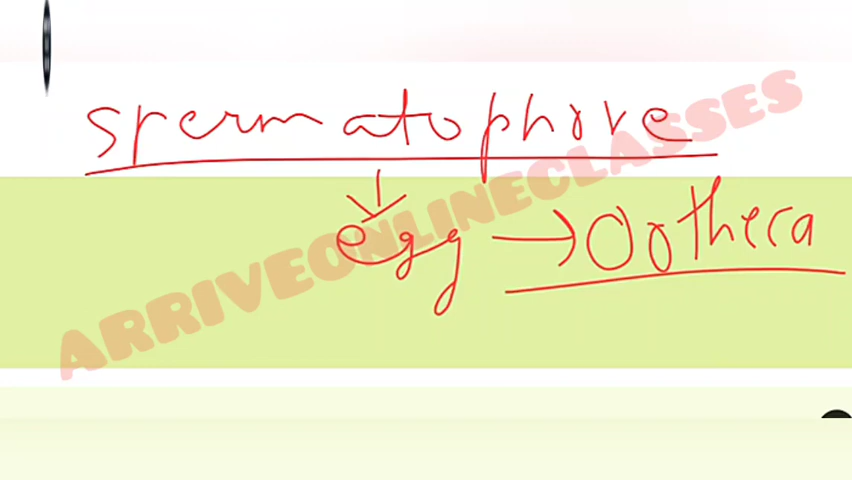 spermatophore
↓
egg → Ootheca
ARRIVEONLINECLASSES